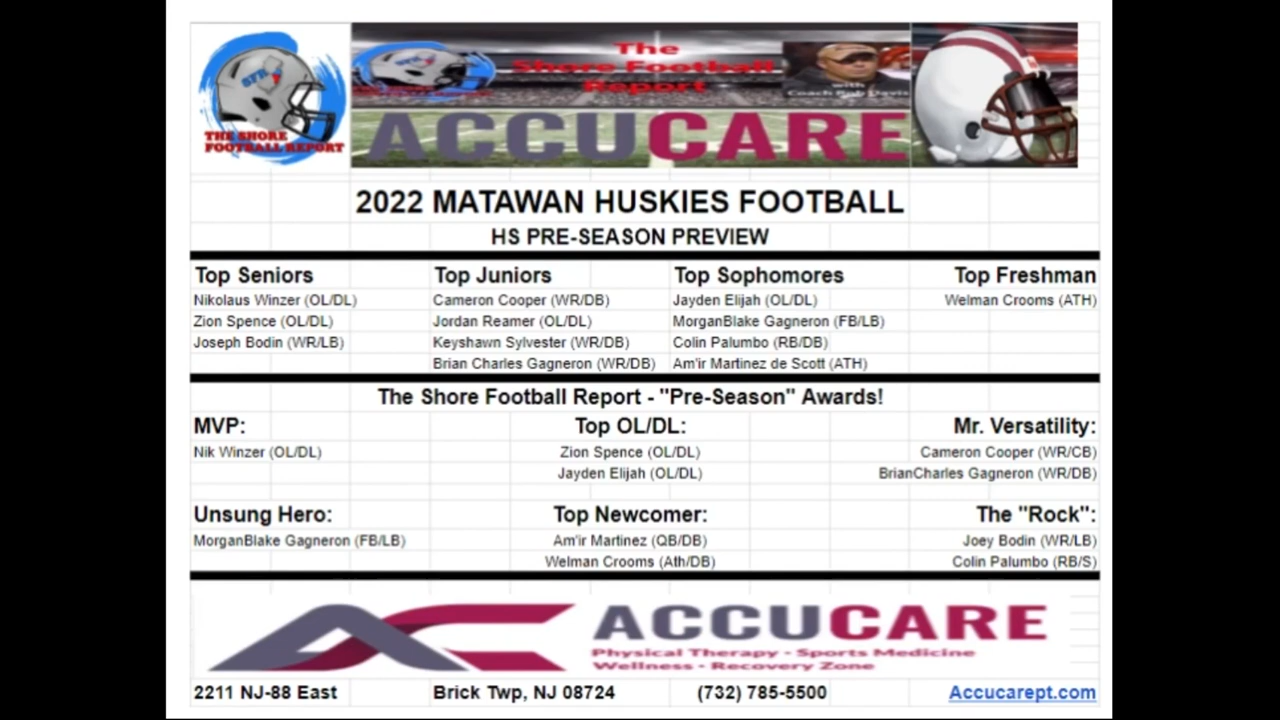 SFR
THE SHORE
FOOTBALL REPORT
The
Shore Football
Report
with
Coach Rob Davis
ACCUCARE
2022 MATAWAN HUSKIES FOOTBALL
HS PRE-SEASON PREVIEW
Top Seniors Top Juniors Top Sophomores Top Freshman
Nikolaus Winzer (OL/DL) Cameron Cooper (WR/DB) Jayden Elijah (OL/DL) Welman Crooms (ATH)
Zion Spence (OL/DL) Jordan Reamer (OL/DL) MorganBlake Gagneron (FB/LB)
Joseph Bodin (WR/LB) Keyshawn Sylvester (WR/DB) Colin Palumbo (RB/DB)
Brian Charles Gagneron (WR/DB) Am'ir Martinez de Scott (ATH)
The Shore Football Report - "Pre-Season" Awards!
MVP: Top OL/DL: Mr. Versatility:
Nik Winzer (OL/DL) Zion Spence (OL/DL) Cameron Cooper (WR/CB)
Jayden Elijah (OL/DL) BrianCharles Gagneron (WR/DB)
Unsung Hero: Top Newcomer: The "Rock":
MorganBlake Gagneron (FB/LB) Am'ir Martinez (QB/DB) Joey Bodin (WR/LB)
Welman Crooms (Ath/DB) Colin Palumbo (RB/S)
ACCUCARE
Physical Therapy · Sports Medicine
Wellness · Recovery Zone
2211 NJ-88 East Brick Twp, NJ 08724 (732) 785-5500 Accucarept.com